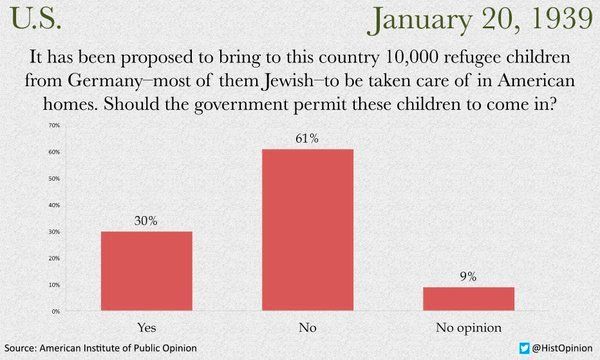 U.S.
January 20, 1939
It has been proposed to bring to this country 10,000 refugee children
from Germany–most of them Jewish–to be taken care of in American
homes. Should the government permit these children to come in?
70%
60%
50%
40%
30%
20%
10%
0%
30%
61%
9%
Yes
No
No opinion
Source: American Institute of Public Opinion
@HistOpinion